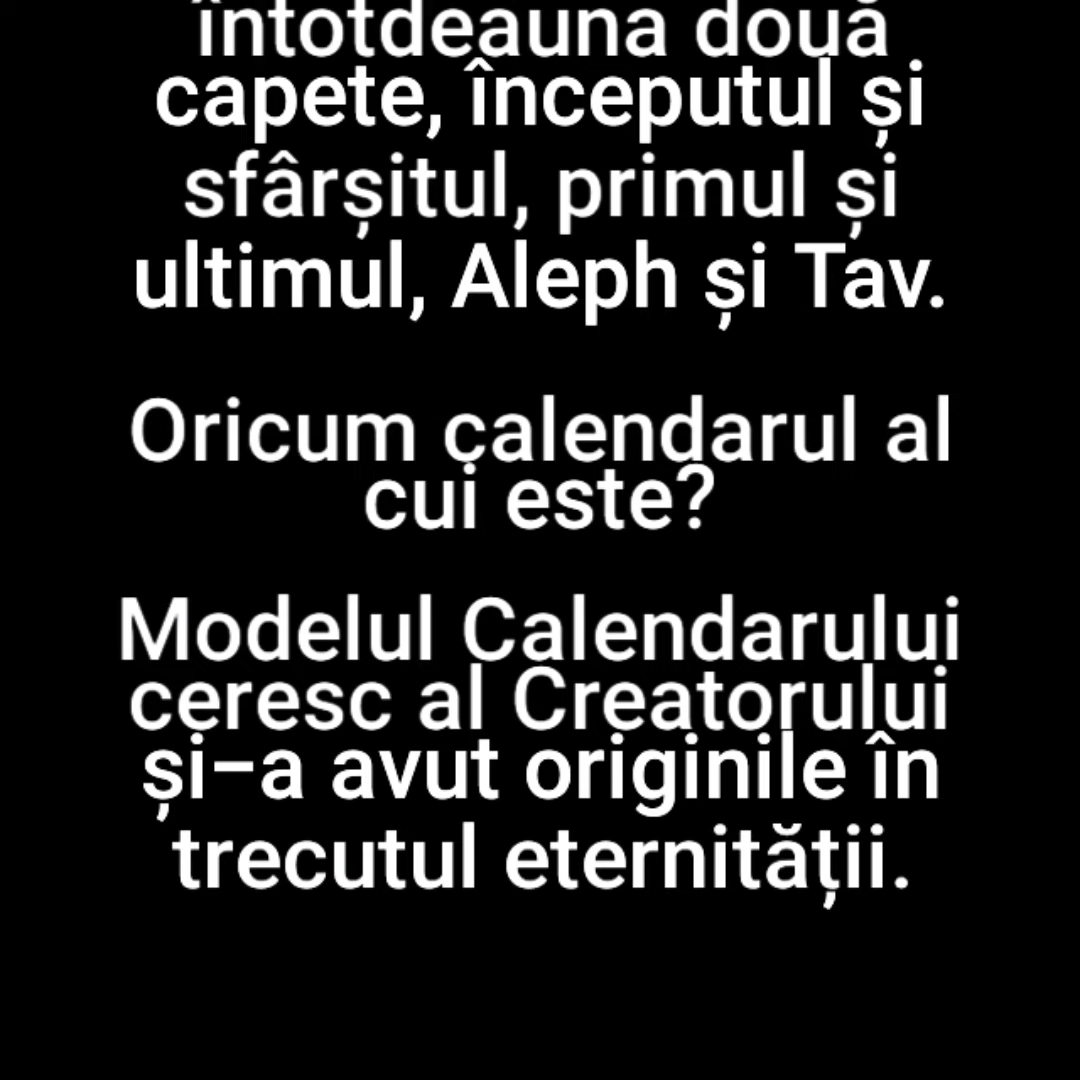 întotdeauna două
capete, începutul și
sfârșitul, primul și
ultimul, Aleph și Tav.
Oricum calendarul al
cui este?
Modelul Calendarului
ceresc al Creatorului
și–a avut originile în
trecutul eternității.